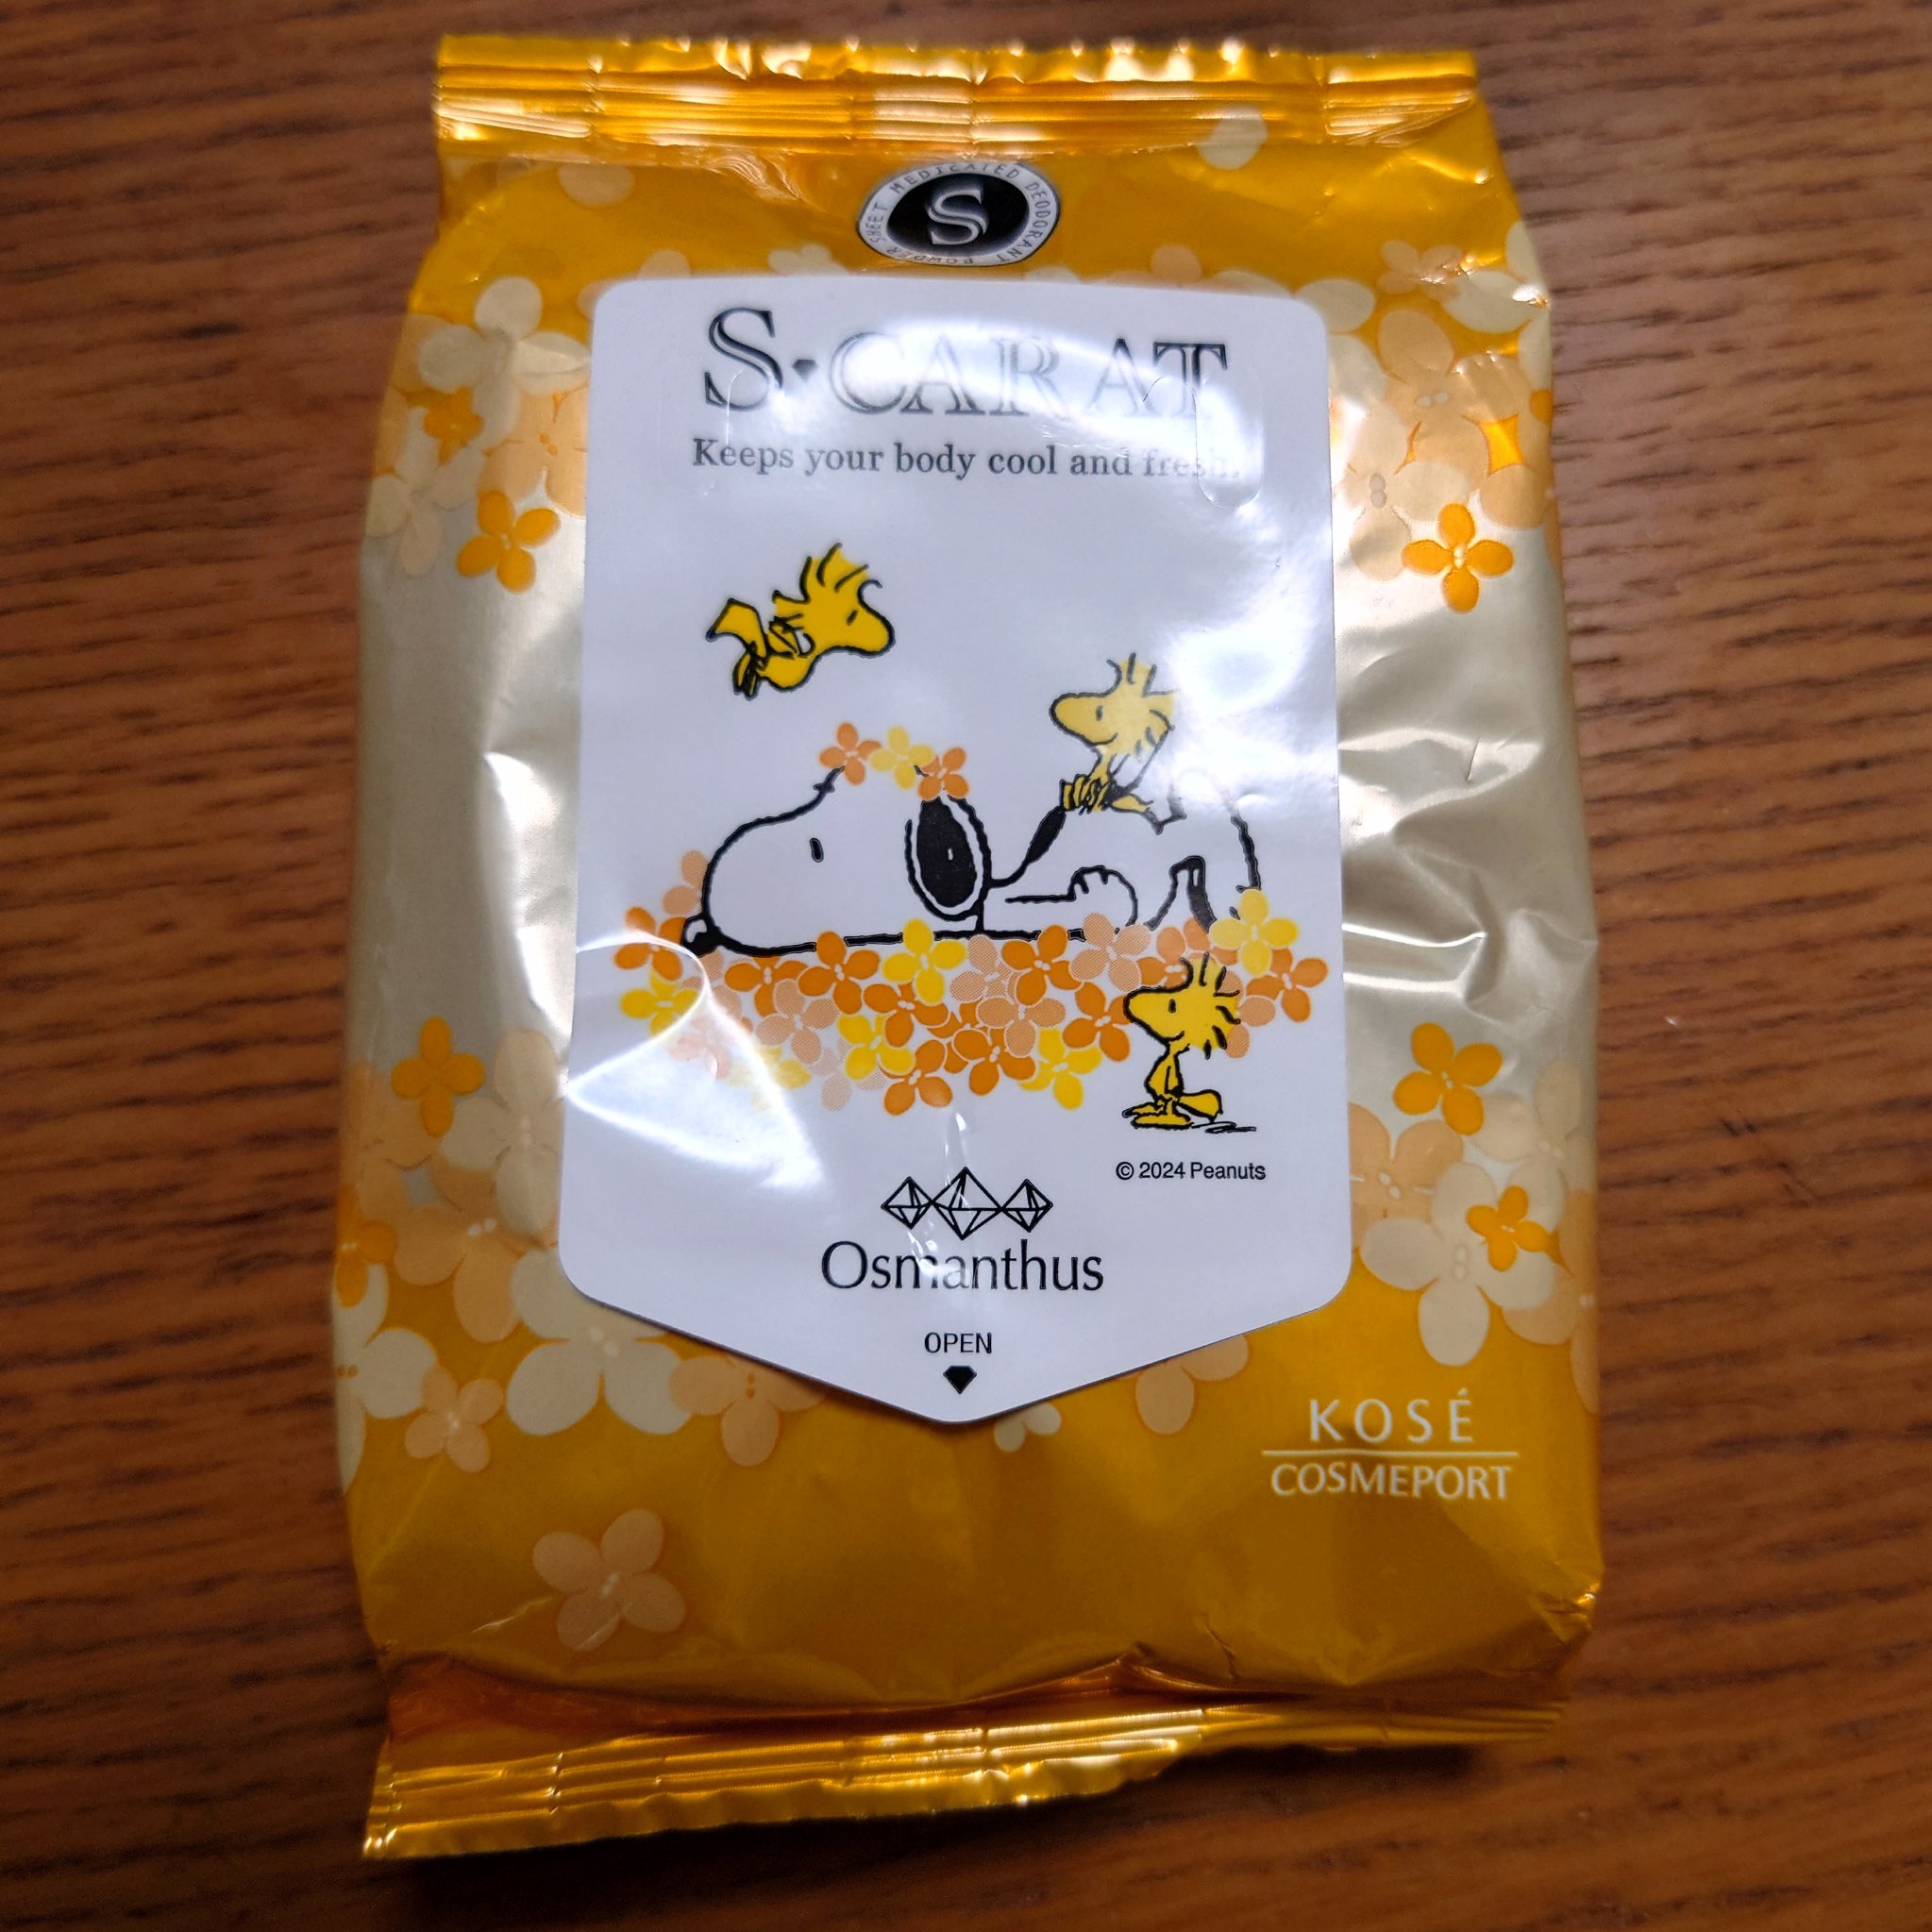 MEDICATED DEODORANT POWDER SHEET
S
S·CARAT
Keeps your body cool and fresh.
© 2024 Peanuts
Osmanthus
OPEN
KOSÉ
COSMEPORT